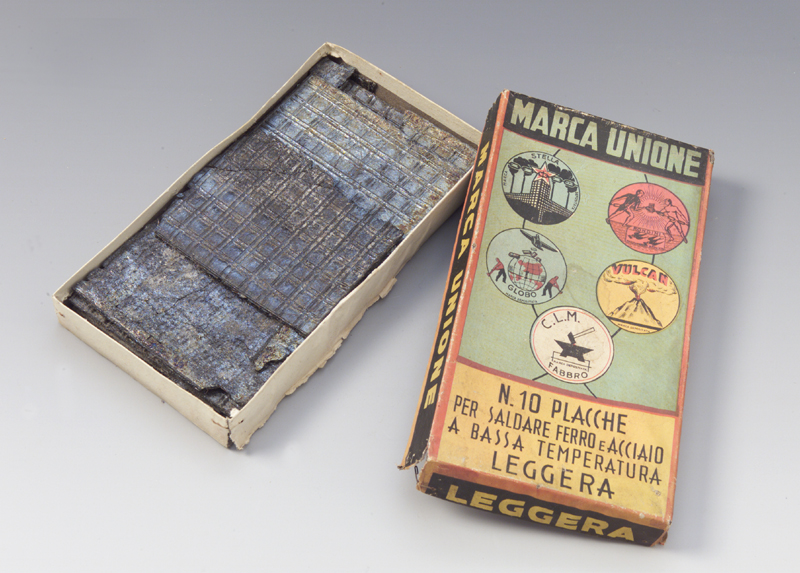 MARCA UNIONE
MARCA UNIONE
STELLA
VULCAN
GLOBO
C.L.M.
FABBRO
N. 10 PLACCHE
PER SALDARE FERRO E ACCIAIO
A BASSA TEMPERATURA
LEGGERA
LEGGERA